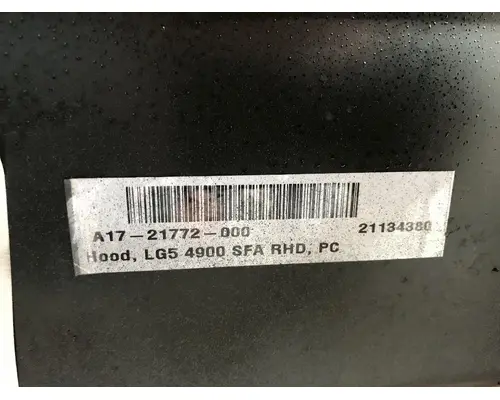 A17-21772-000 21134380
Hood, LG5 4900 SFA RHD, PC